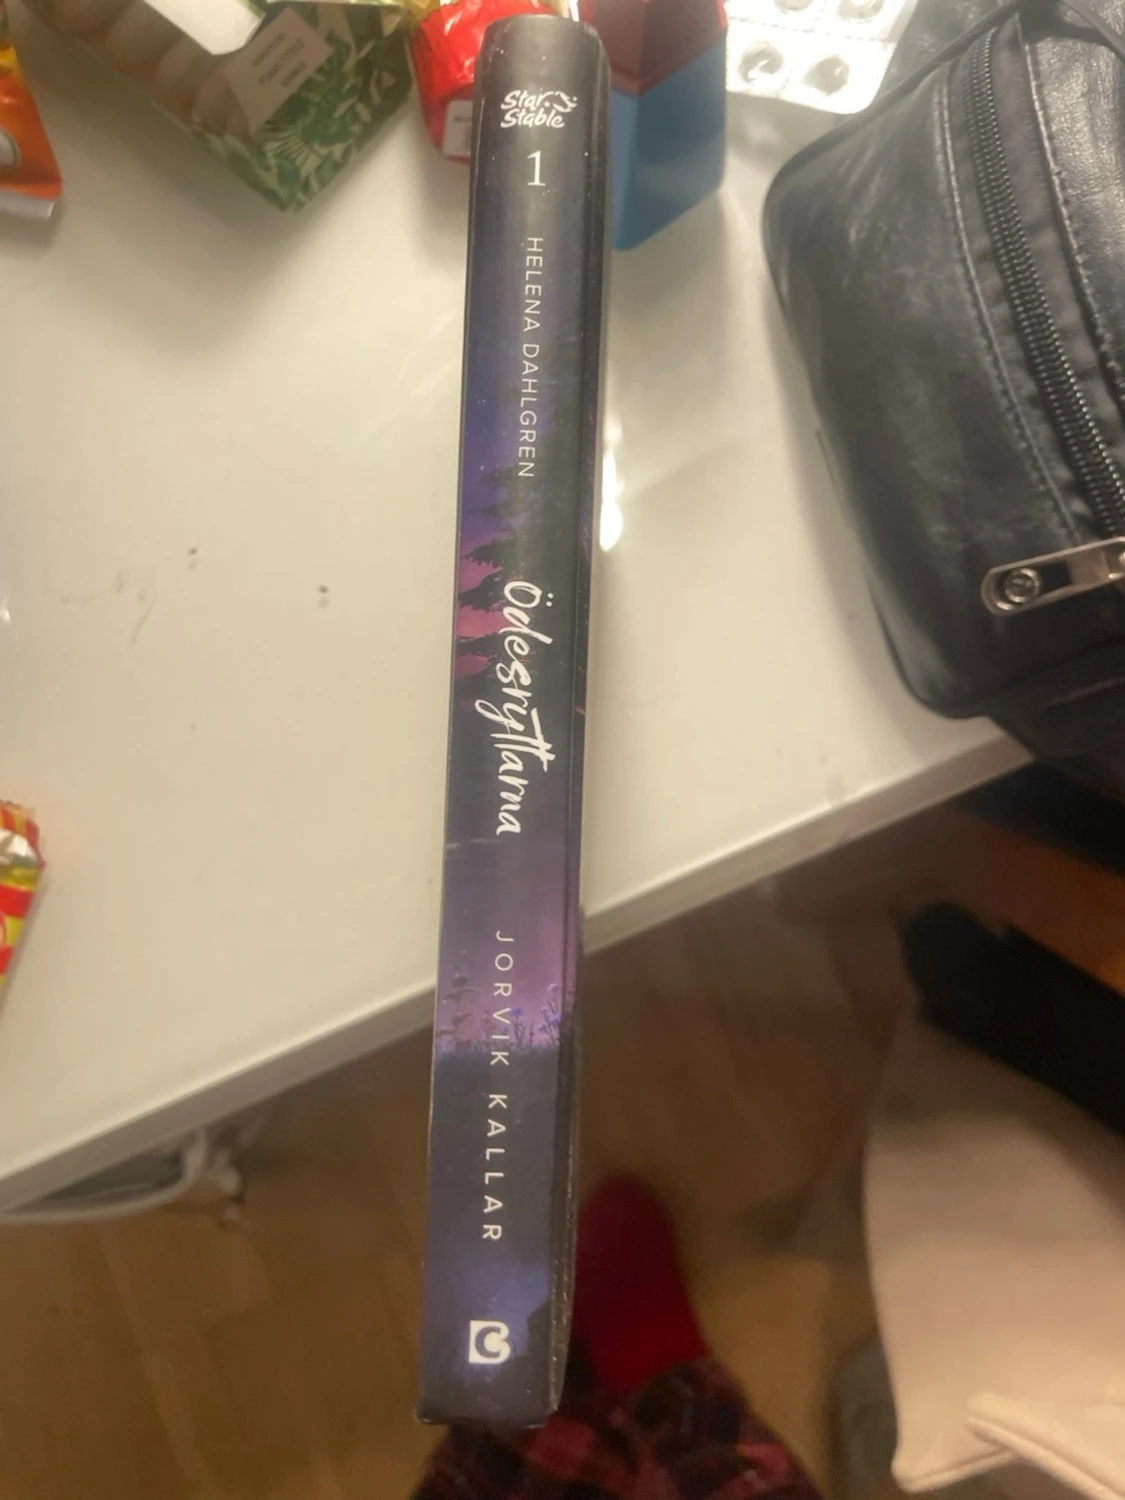 Star
Stable
1
HELENA DAHLGREN
Ödesryttarna
JORVIK KALLAR